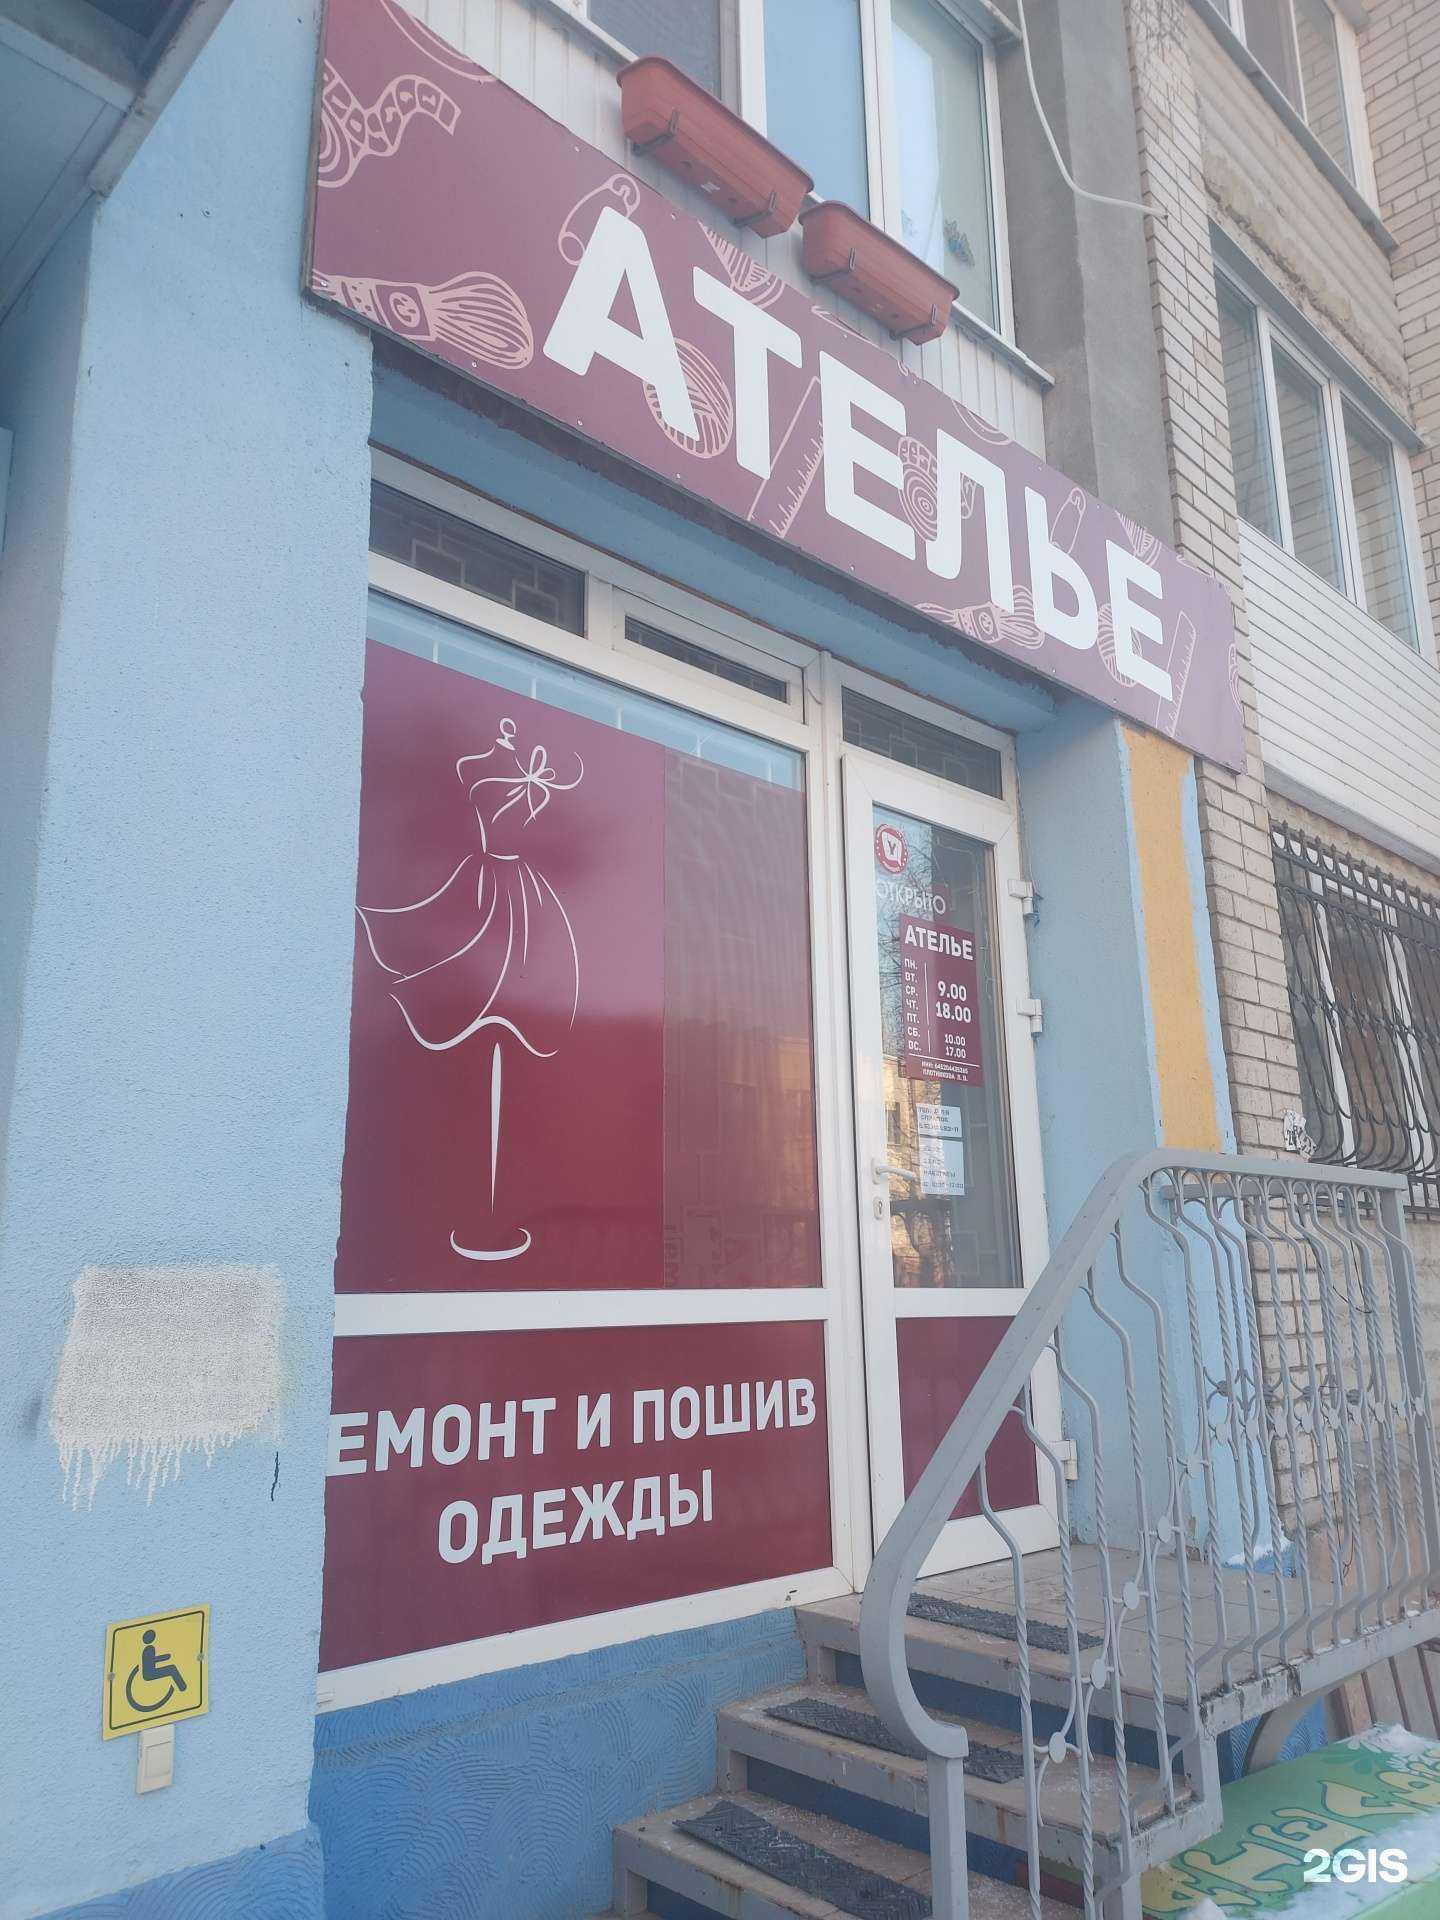 АТЕЛЬЕ
ОТКРЫТО
АТЕЛЬЕ
ПН.
ВТ.
СР.
ЧТ.
ПТ.
9.00
18.00
СБ.
ВС.
10.00
17.00
ЕМОНТ И ПОШИВ
ОДЕЖДЫ
2GIS